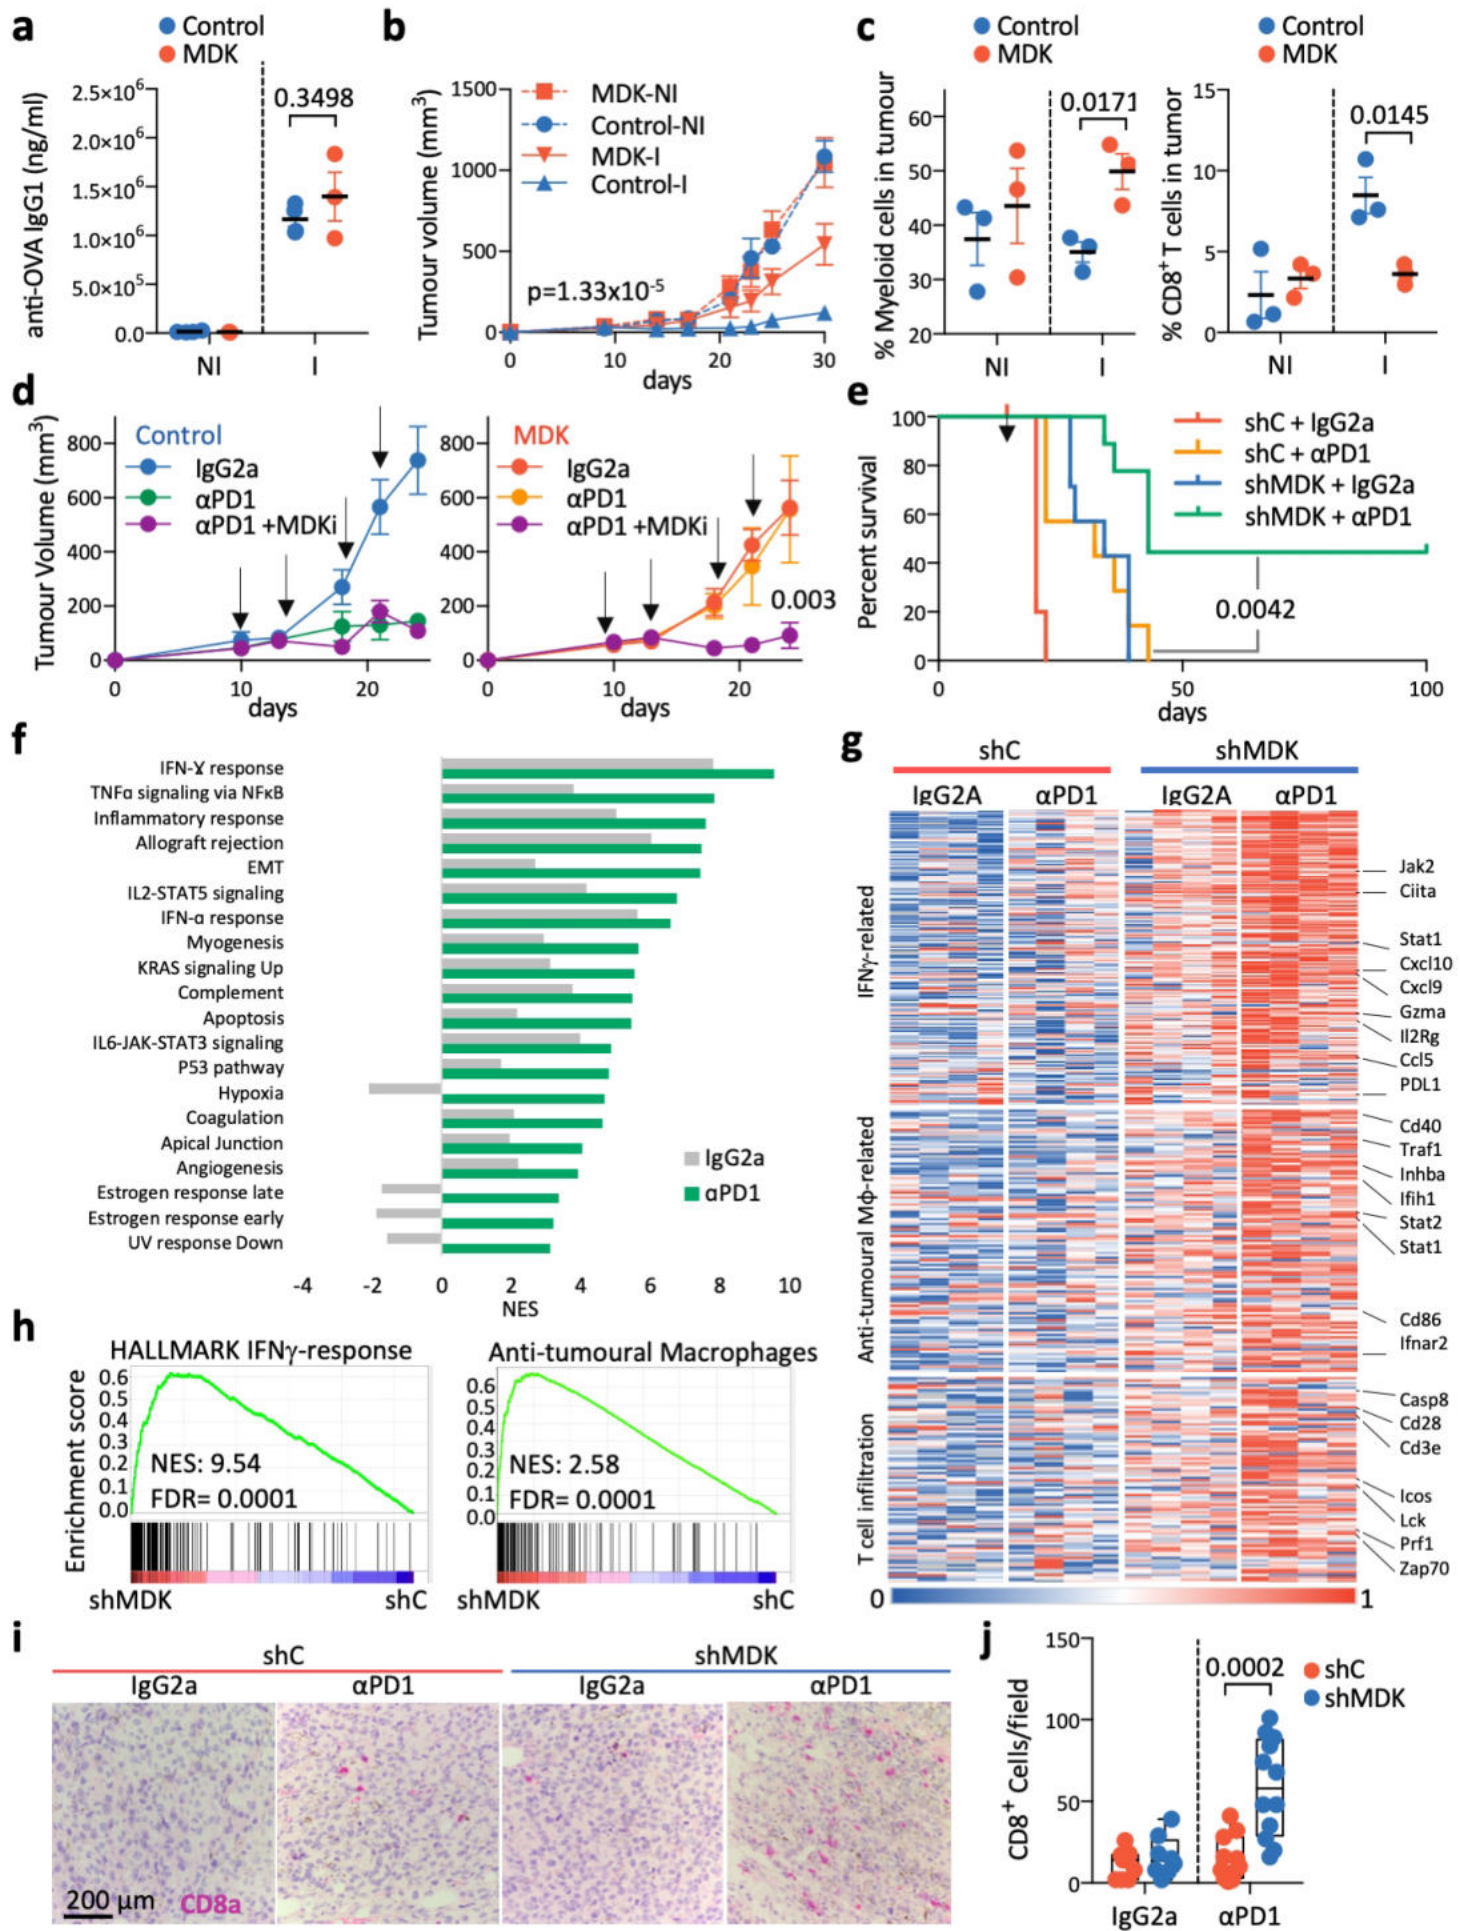 a
Control
MDK
anti-OVA IgG1 (ng/ml)
2.5×10⁶
2.0×10⁶
1.5×10⁶
1.0×10⁶
5.0×10⁵
0.0
0.3498
NI
I
b
Tumour volume (mm³)
1500
1000
500
0
MDK-NI
Control-NI
MDK-I
Control-I
p=1.33x10⁻⁵
0
10
20
30
days
c
Control
MDK
% Myeloid cells in tumour
60
50
40
30
20
0.0171
NI
I
Control
MDK
% CD8⁺ T cells in tumor
15
10
5
0
0.0145
NI
I
d
Tumour Volume (mm³)
800
600
400
200
0
Control
IgG2a
αPD1
αPD1 +MDKi
0
10
20
days
800
600
400
200
0
MDK
IgG2a
αPD1
αPD1 +MDKi
0.003
0
10
20
days
e
Percent survival
100
80
60
40
20
0
shC + IgG2a
shC + αPD1
shMDK + IgG2a
shMDK + αPD1
0.0042
0
50
100
days
f
IFN-ɣ response
TNFα signaling via NFκB
Inflammatory response
Allograft rejection
EMT
IL2-STAT5 signaling
IFN-α response
Myogenesis
KRAS signaling Up
Complement
Apoptosis
IL6-JAK-STAT3 signaling
P53 pathway
Hypoxia
Coagulation
Apical Junction
Angiogenesis
Estrogen response late
Estrogen response early
UV response Down
IgG2a
αPD1
-4
-2
0
2
4
6
8
10
NES
g
shC
shMDK
IgG2A
αPD1
IgG2A
αPD1
IFNγ-related
Anti-tumoural Mφ-related
T cell infiltration
Jak2
Ciita
Stat1
Cxcl10
Cxcl9
Gzma
Il2Rg
Ccl5
PDL1
Cd40
Traf1
Inhba
Ifih1
Stat2
Stat1
Cd86
Ifnar2
Casp8
Cd28
Cd3e
Icos
Lck
Prf1
Zap70
0
1
h
HALLMARK IFNγ-response
Enrichment score
0.6
0.5
0.4
0.3
0.2
0.1
0.0
NES: 9.54
FDR= 0.0001
shMDK
shC
Anti-tumoural Macrophages
0.6
0.5
0.4
0.3
0.2
0.1
0.0
NES: 2.58
FDR= 0.0001
shMDK
shC
i
shC
shMDK
IgG2a
αPD1
IgG2a
αPD1
200 µm
CD8a
j
CD8⁺ Cells/field
150
100
50
0
0.0002
shC
shMDK
IgG2a
αPD1